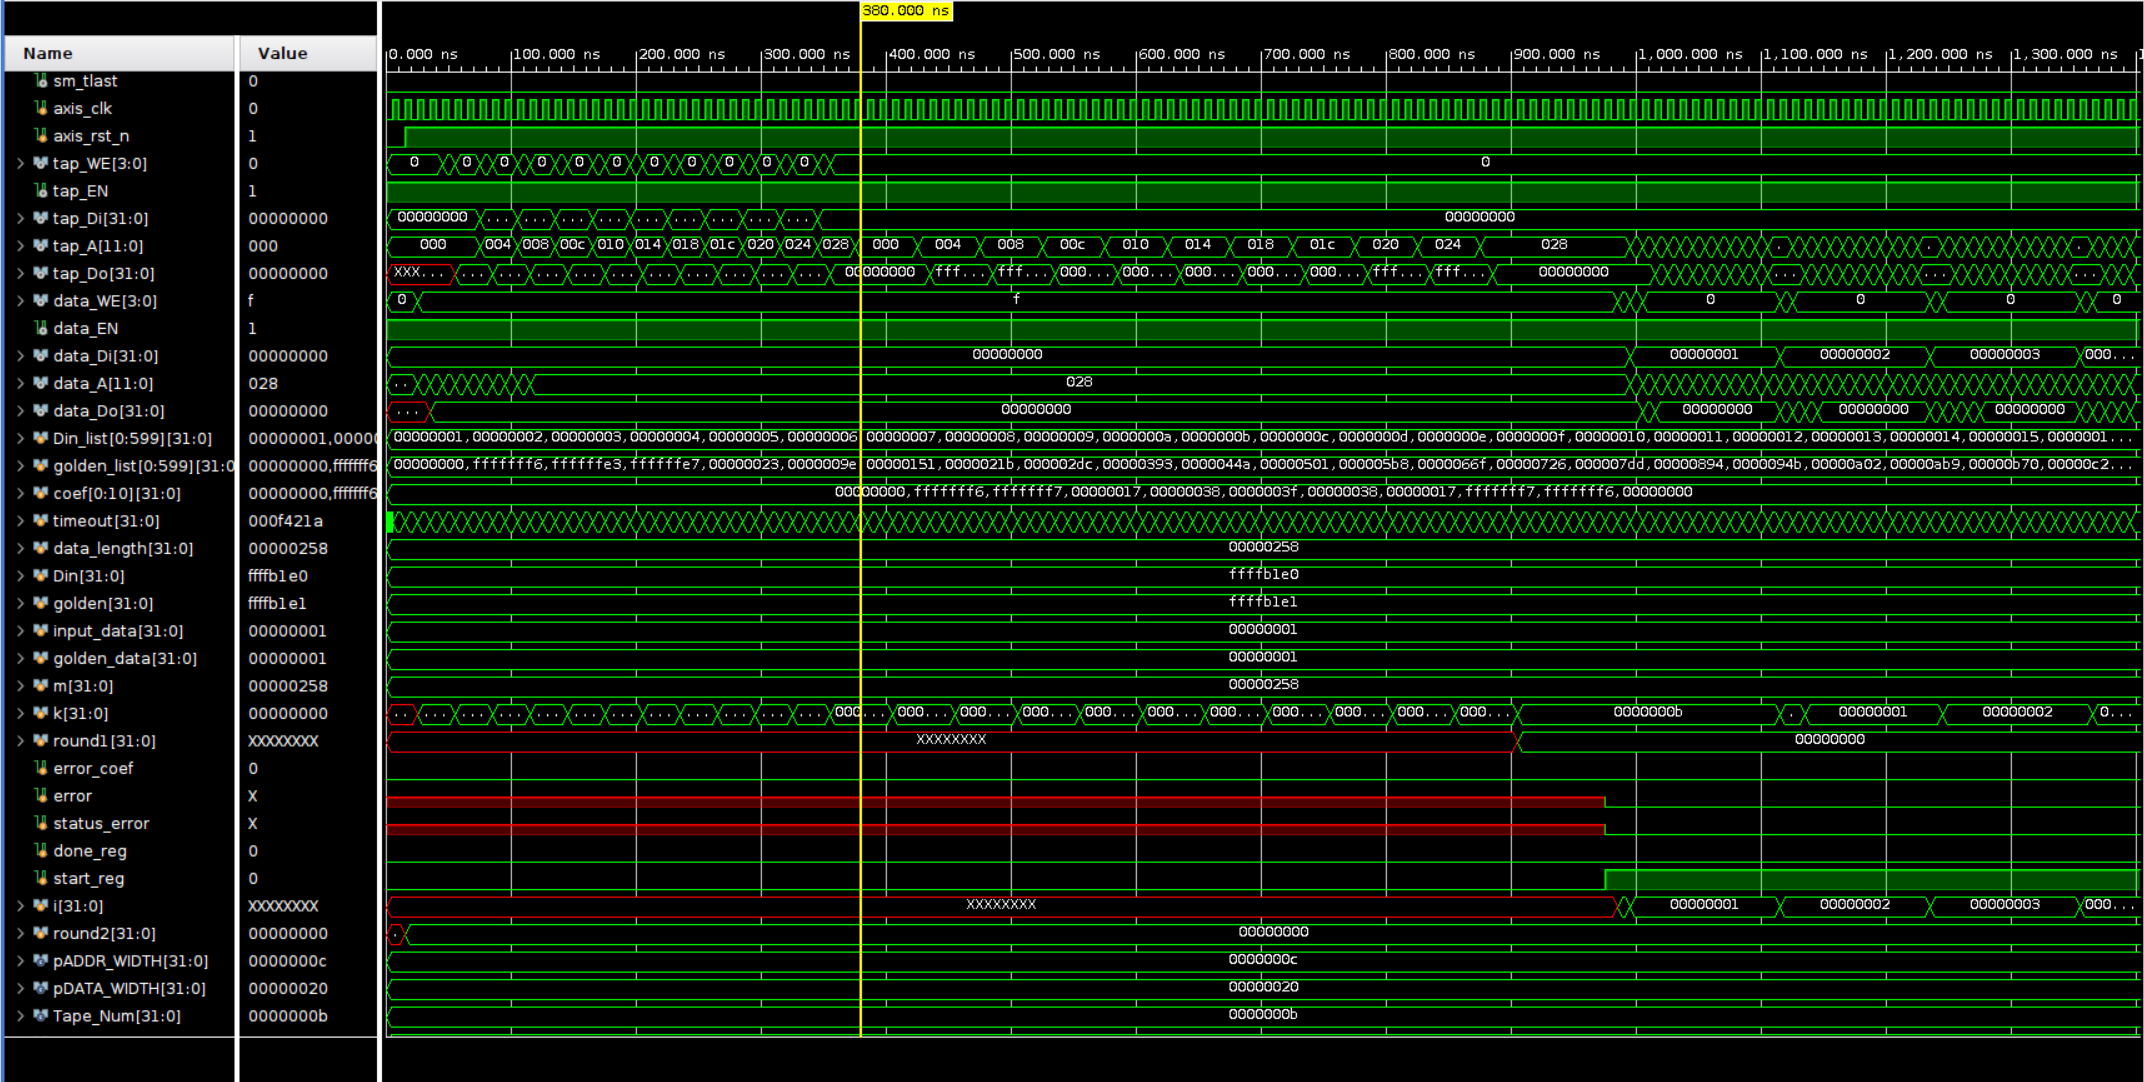 380.000 ns
Name Value 0.000 ns 100.000 ns 200.000 ns 300.000 ns 400.000 ns 500.000 ns 600.000 ns 700.000 ns 800.000 ns 900.000 ns 1,000.000 ns 1,100.000 ns 1,200.000 ns 1,300.000 ns
sm_tlast 0
axis_clk 0
axis_rst_n 1
tap_WE[3:0] 0 0 0 0 0 0 0 0 0 0 0 0 0
tap_EN 1
tap_Di[31:0] 00000000 00000000 ... ... ... ... ... ... ... ... ... 00000000
tap_A[11:0] 000 000 004 008 00c 010 014 018 01c 020 024 028 000 004 008 00c 010 014 018 01c 020 024 028 . . .
tap_Do[31:0] 00000000 XXX... ... ... ... ... ... ... ... ... ... ... 00000000 fff... fff... 000... 000... 000... 000... 000... fff... fff... 00000000 ... ... ...
data_WE[3:0] f 0 f 0 0 0 0
data_EN 1
data_Di[31:0] 00000000 00000000 00000001 00000002 00000003 000...
data_A[11:0] 028 .. 028
data_Do[31:0] 00000000 ... 00000000 00000000 00000000 00000000
Din_list[0:599][31:0] 00000001,00000 00000001,00000002,00000003,00000004,00000005,00000006 00000007,00000008,00000009,0000000a,0000000b,0000000c,0000000d,0000000e,0000000f,00000010,00000011,00000012,00000013,00000014,00000015,0000001...
golden_list[0:599][31:0 00000000,fffffff6 00000000,fffffff6,ffffffe3,ffffffe7,00000023,0000009e 00000151,0000021b,000002dc,00000393,0000044a,00000501,000005b8,0000066f,00000726,000007dd,00000894,0000094b,00000a02,00000ab9,00000b70,00000c2...
coef[0:10][31:0] 00000000,fffffff6 00000000,fffffff6,fffffff7,00000017,00000038,0000003f,00000038,00000017,fffffff7,fffffff6,00000000
timeout[31:0] 000f421a
data_length[31:0] 00000258 00000258
Din[31:0] ffffb1e0 ffffb1e0
golden[31:0] ffffb1e1 ffffb1e1
input_data[31:0] 00000001 00000001
golden_data[31:0] 00000001 00000001
m[31:0] 00000258 00000258
k[31:0] 00000000 .. ... ... ... ... ... ... ... ... ... ... ... 000... 000... 000... 000... 000... 000... 000... 000... 000... 000... 000... 0000000b . . 00000001 00000002 0...
round1[31:0] XXXXXXXX XXXXXXXX 00000000
error_coef 0
error X
status_error X
done_reg 0
start_reg 0
i[31:0] XXXXXXXX XXXXXXXX 00000001 00000002 00000003 000...
round2[31:0] 00000000 . 00000000
pADDR_WIDTH[31:0] 0000000c 0000000c
pDATA_WIDTH[31:0] 00000020 00000020
Tape_Num[31:0] 0000000b 0000000b